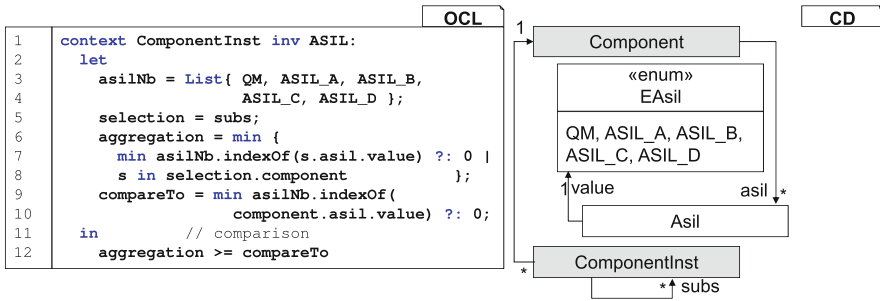 OCL
1 context ComponentInst inv ASIL:
2 let
3 asilNb = List{ QM, ASIL_A, ASIL_B,
4 ASIL_C, ASIL_D };
5 selection = subs;
6 aggregation = min {
7 min asilNb.indexOf(s.asil.value) ?: 0 |
8 s in selection.component };
9 compareTo = min asilNb.indexOf(
10 component.asil.value) ?: 0;
11 in // comparison
12 aggregation >= compareTo
CD
1
Component
«enum»
EAsil
QM, ASIL_A, ASIL_B,
ASIL_C, ASIL_D
1 value
asil *
Asil
* ComponentInst
* subs